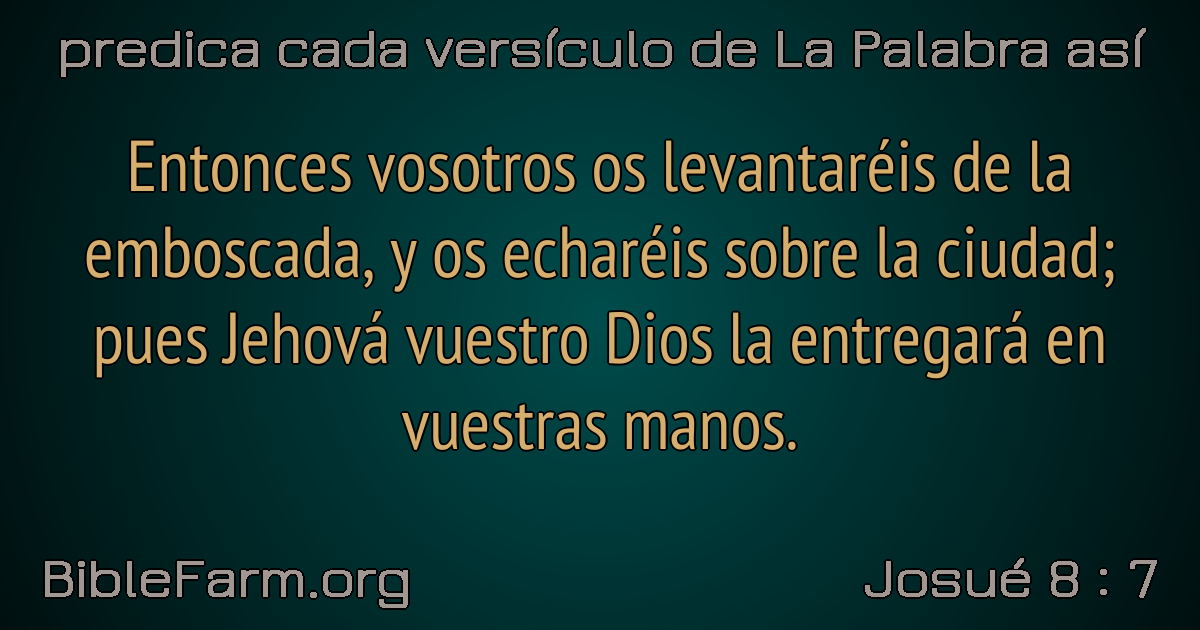 predica cada versículo de La Palabra así
Entonces vosotros os levantaréis de la
emboscada, y os echaréis sobre la ciudad;
pues Jehová vuestro Dios la entregará en
vuestras manos.
BibleFarm.org
Josué 8 : 7